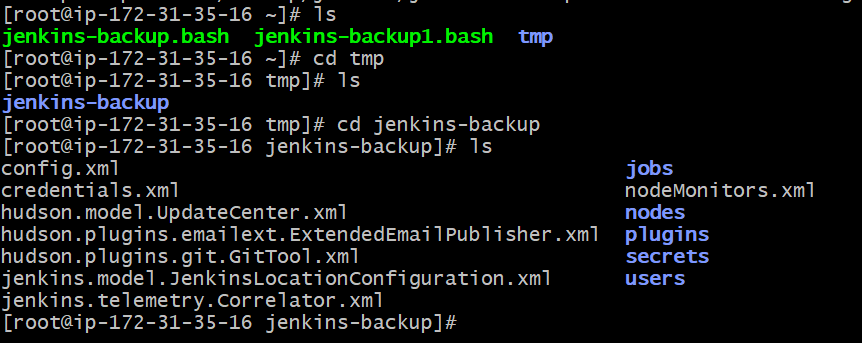 [root@ip-172-31-35-16 ~]# ls
jenkins-backup.bash  jenkins-backup1.bash  tmp
[root@ip-172-31-35-16 ~]# cd tmp
[root@ip-172-31-35-16 tmp]# ls
jenkins-backup
[root@ip-172-31-35-16 tmp]# cd jenkins-backup
[root@ip-172-31-35-16 jenkins-backup]# ls
config.xml                                        jobs
credentials.xml                                   nodeMonitors.xml
hudson.model.UpdateCenter.xml                     nodes
hudson.plugins.emailext.ExtendedEmailPublisher.xml  plugins
hudson.plugins.git.GitTool.xml                    secrets
jenkins.model.JenkinsLocationConfiguration.xml    users
jenkins.telemetry.Correlator.xml
[root@ip-172-31-35-16 jenkins-backup]#